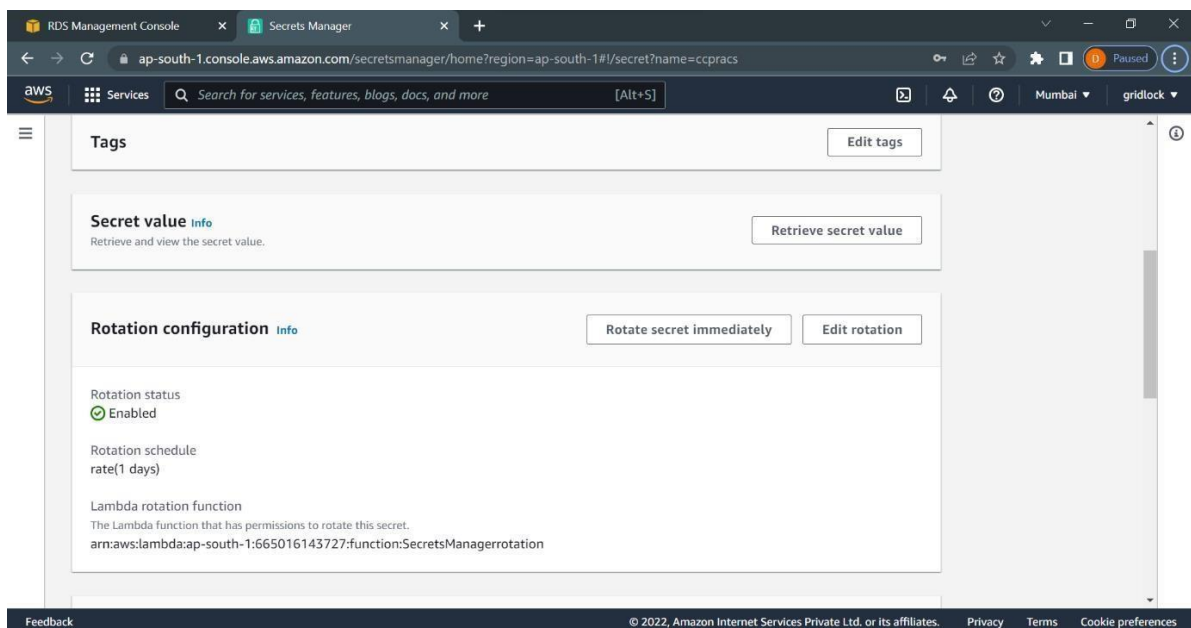 RDS Management Console
Secrets Manager
ap-south-1.console.aws.amazon.com/secretsmanager/home?region=ap-south-1#!/secret?name=ccpracs
D Paused
aws Services Search for services, features, blogs, docs, and more [Alt+S] Mumbai gridlock
Tags Edit tags
Secret value Info Retrieve secret value
Retrieve and view the secret value.
Rotation configuration Info Rotate secret immediately Edit rotation
Rotation status
Enabled
Rotation schedule
rate(1 days)
Lambda rotation function
The Lambda function that has permissions to rotate this secret.
arn:aws:lambda:ap-south-1:665016143727:function:SecretsManagerrotation
Feedback © 2022, Amazon Internet Services Private Ltd. or its affiliates. Privacy Terms Cookie preferences